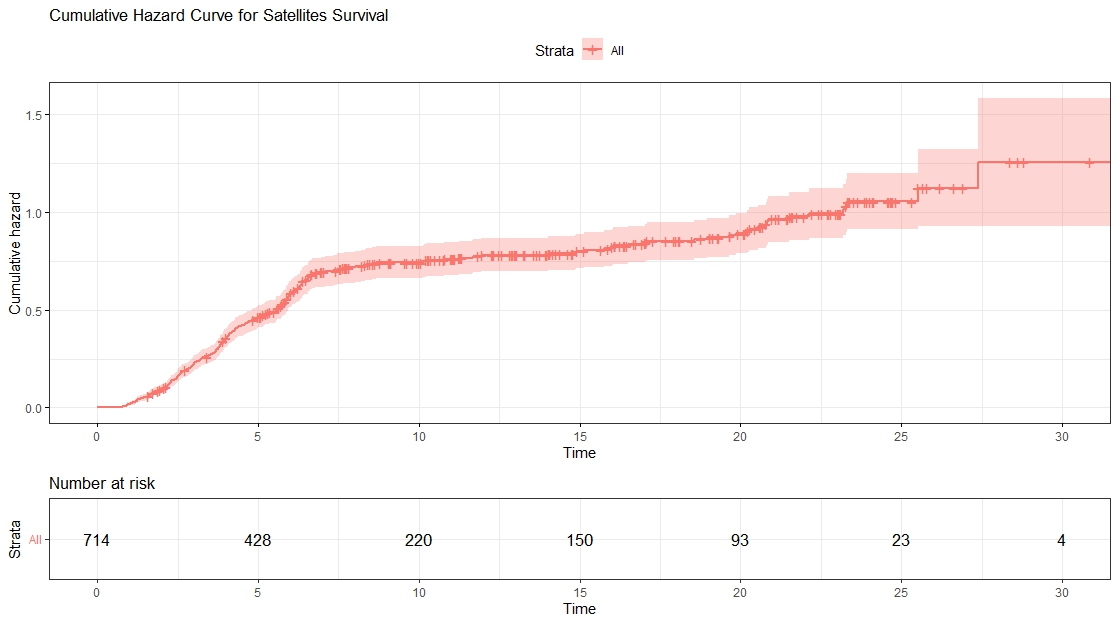 Cumulative Hazard Curve for Satellites Survival
Strata All
Cumulative hazard
1.5
1.0
0.5
0.0
0 5 10 15 20 25 30
Time
Number at risk
Strata
All 714 428 220 150 93 23 4
0 5 10 15 20 25 30
Time